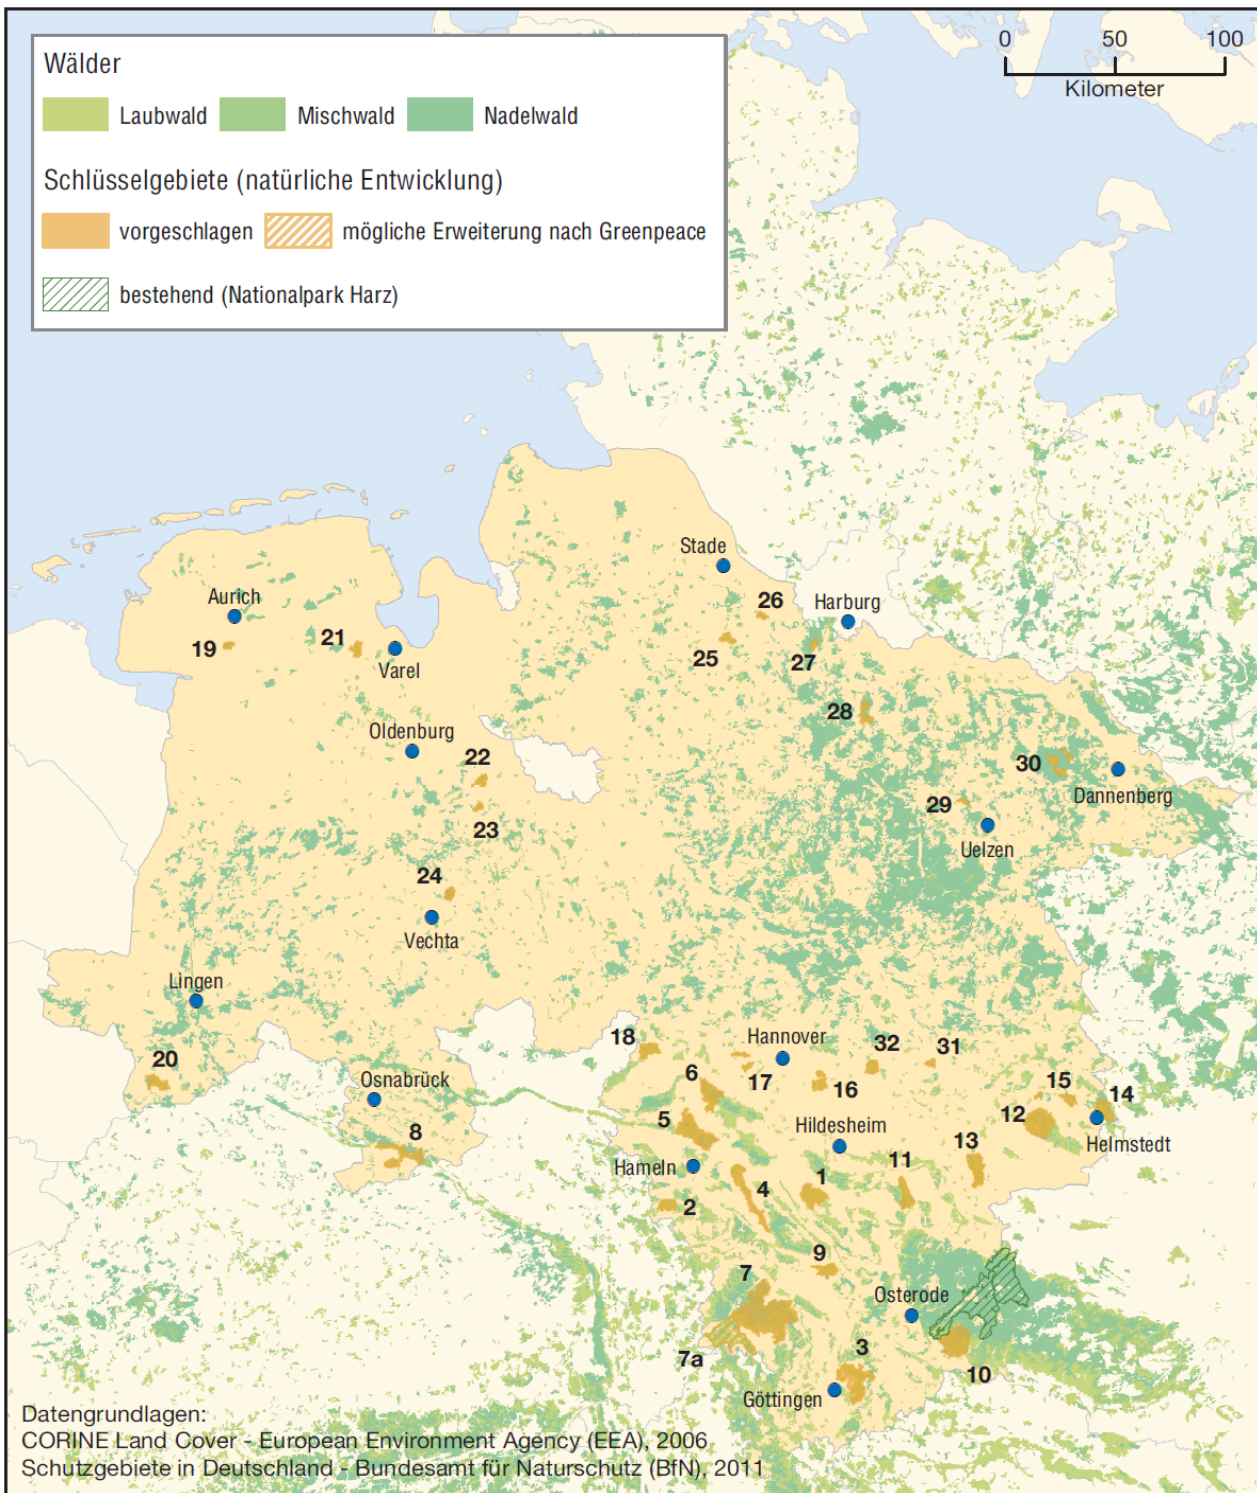 0 50 100
Kilometer
Wälder
Laubwald Mischwald Nadelwald
Schlüsselgebiete (natürliche Entwicklung)
vorgeschlagen mögliche Erweiterung nach Greenpeace
bestehend (Nationalpark Harz)
Stade
Aurich
26
Harburg
19
21
Varel
25
27
28
Oldenburg
22
30
Dannenberg
29
23
Uelzen
24
Vechta
Lingen
18
Hannover
32
31
20
Osnabrück
6
17
16
15
14
5
12
Hildesheim
Helmstedt
8
Hameln
13
11
1
4
2
9
7
Osterode
7a
3
10
Göttingen
Datengrundlagen:
CORINE Land Cover - European Environment Agency (EEA), 2006
Schutzgebiete in Deutschland - Bundesamt für Naturschutz (BfN), 2011